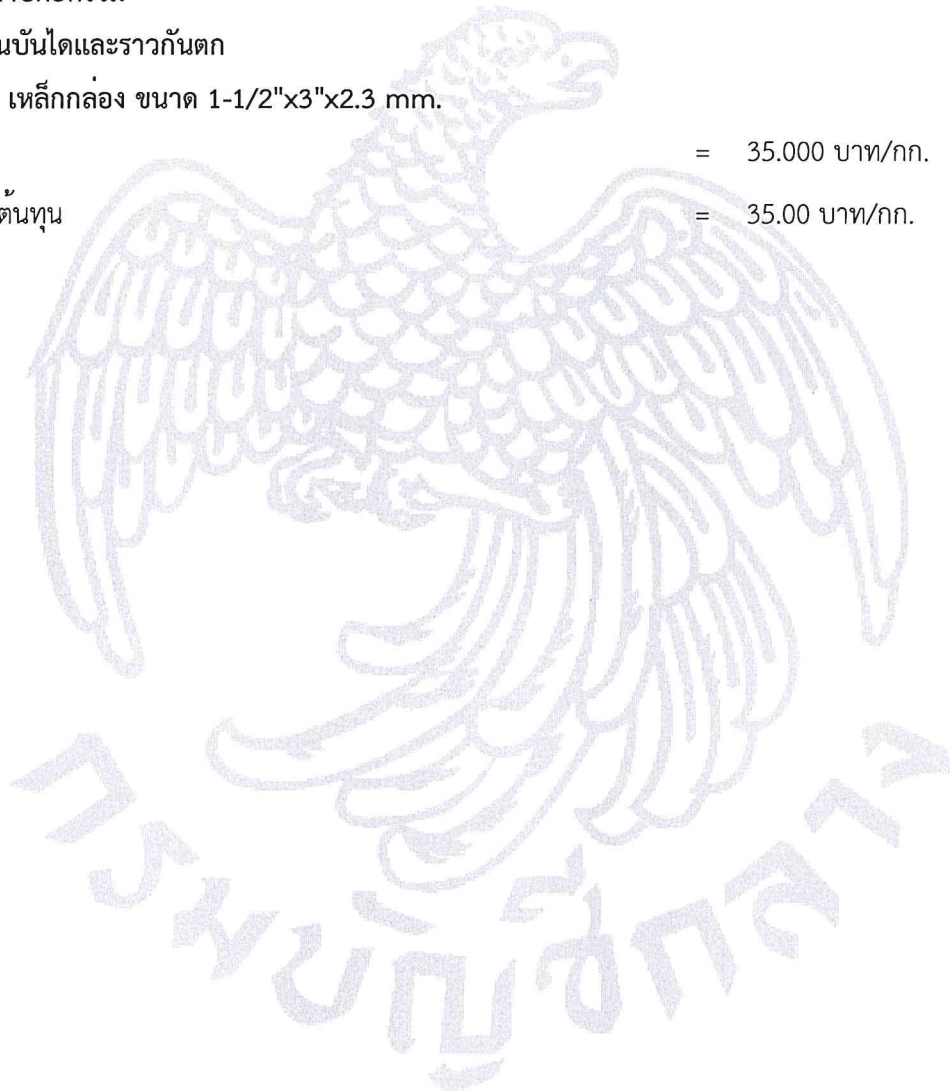 นบันไดและราวกันตก
เหล็กกล่อง ขนาด 1-1/2"x3"x2.3 mm.
= 35.000 บาท/กก.
ต้นทุน = 35.00 บาท/กก.
กรมบัญชีกลาง